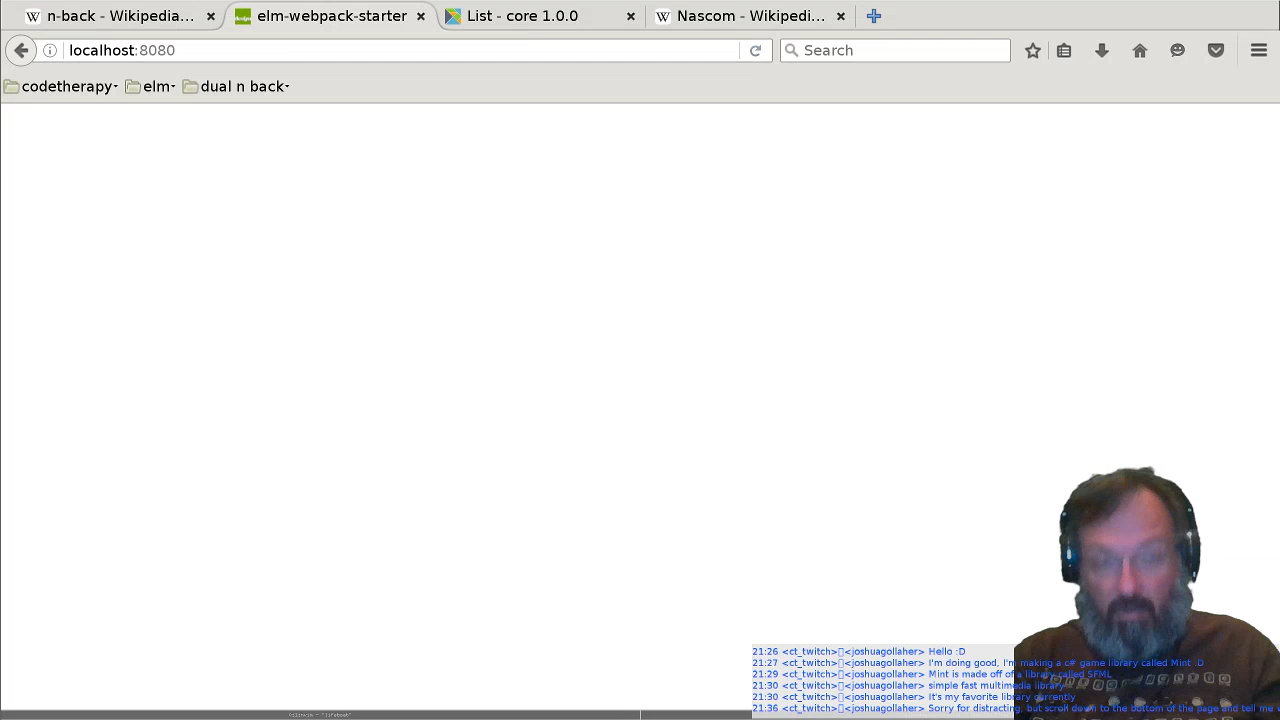 n-back - Wikipedia...
elm-webpack-starter
List - core 1.0.0
Nascom - Wikipedi...
localhost:8080
Search
codetherapy
elm
dual n back
21:26 <ct_twitch> <joshuagollaher> Hello :D
21:27 <ct_twitch> <joshuagollaher> I'm doing good, I'm making a c# game library called Mint :D
21:29 <ct_twitch> <joshuagollaher> Mint is made off of a library called SFML
21:30 <ct_twitch> <joshuagollaher> simple fast multimedia library
21:30 <ct_twitch> <joshuagollaher> It's my favorite library currently
21:36 <ct_twitch> <joshuagollaher> Sorry for distracting, but scroll down to the bottom of the page and tell me